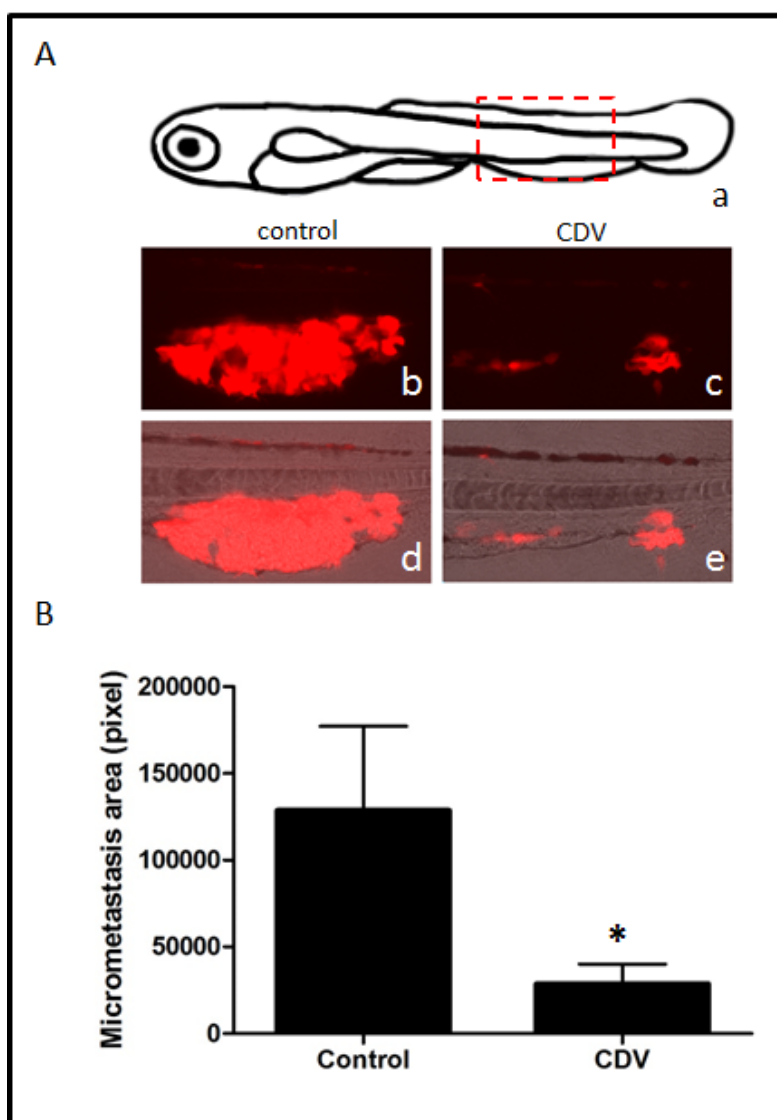 A
a
control CDV
b c
d e
B
Micrometastasis area (pixel)
200000
150000
100000
50000
0
*
Control CDV